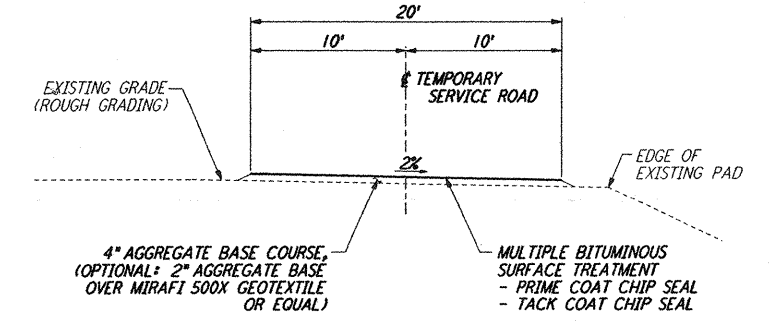 20'
10'
10'
℄ TEMPORARY
SERVICE ROAD
EXISTING GRADE
(ROUGH GRADING)
2%
EDGE OF
EXISTING PAD
4" AGGREGATE BASE COURSE,
(OPTIONAL: 2" AGGREGATE BASE
OVER MIRAFI 500X GEOTEXTILE
OR EQUAL)
MULTIPLE BITUMINOUS
SURFACE TREATMENT
- PRIME COAT CHIP SEAL
- TACK COAT CHIP SEAL